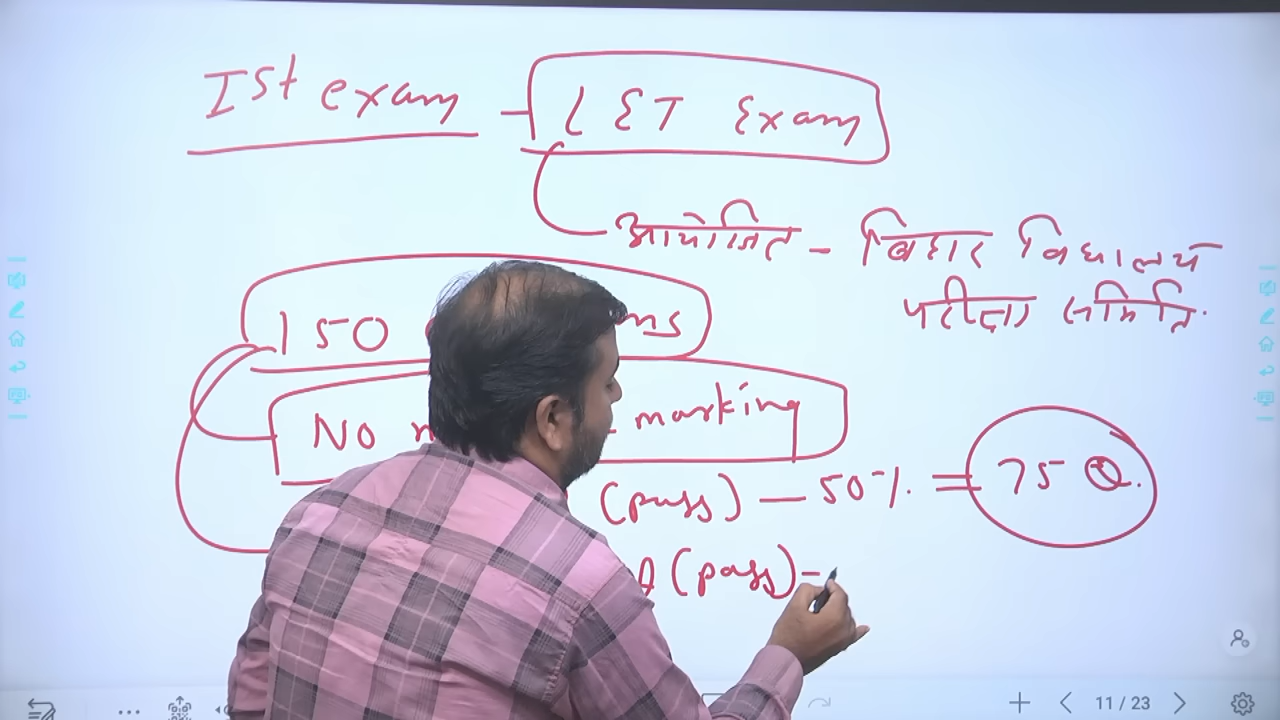 Ist exam - LET Exam
आयोजित - बिहार विद्यालय
परीक्षा समिति.
150
No marking
(pass) - 50% = 75 Q.
(pass) -
11 / 23